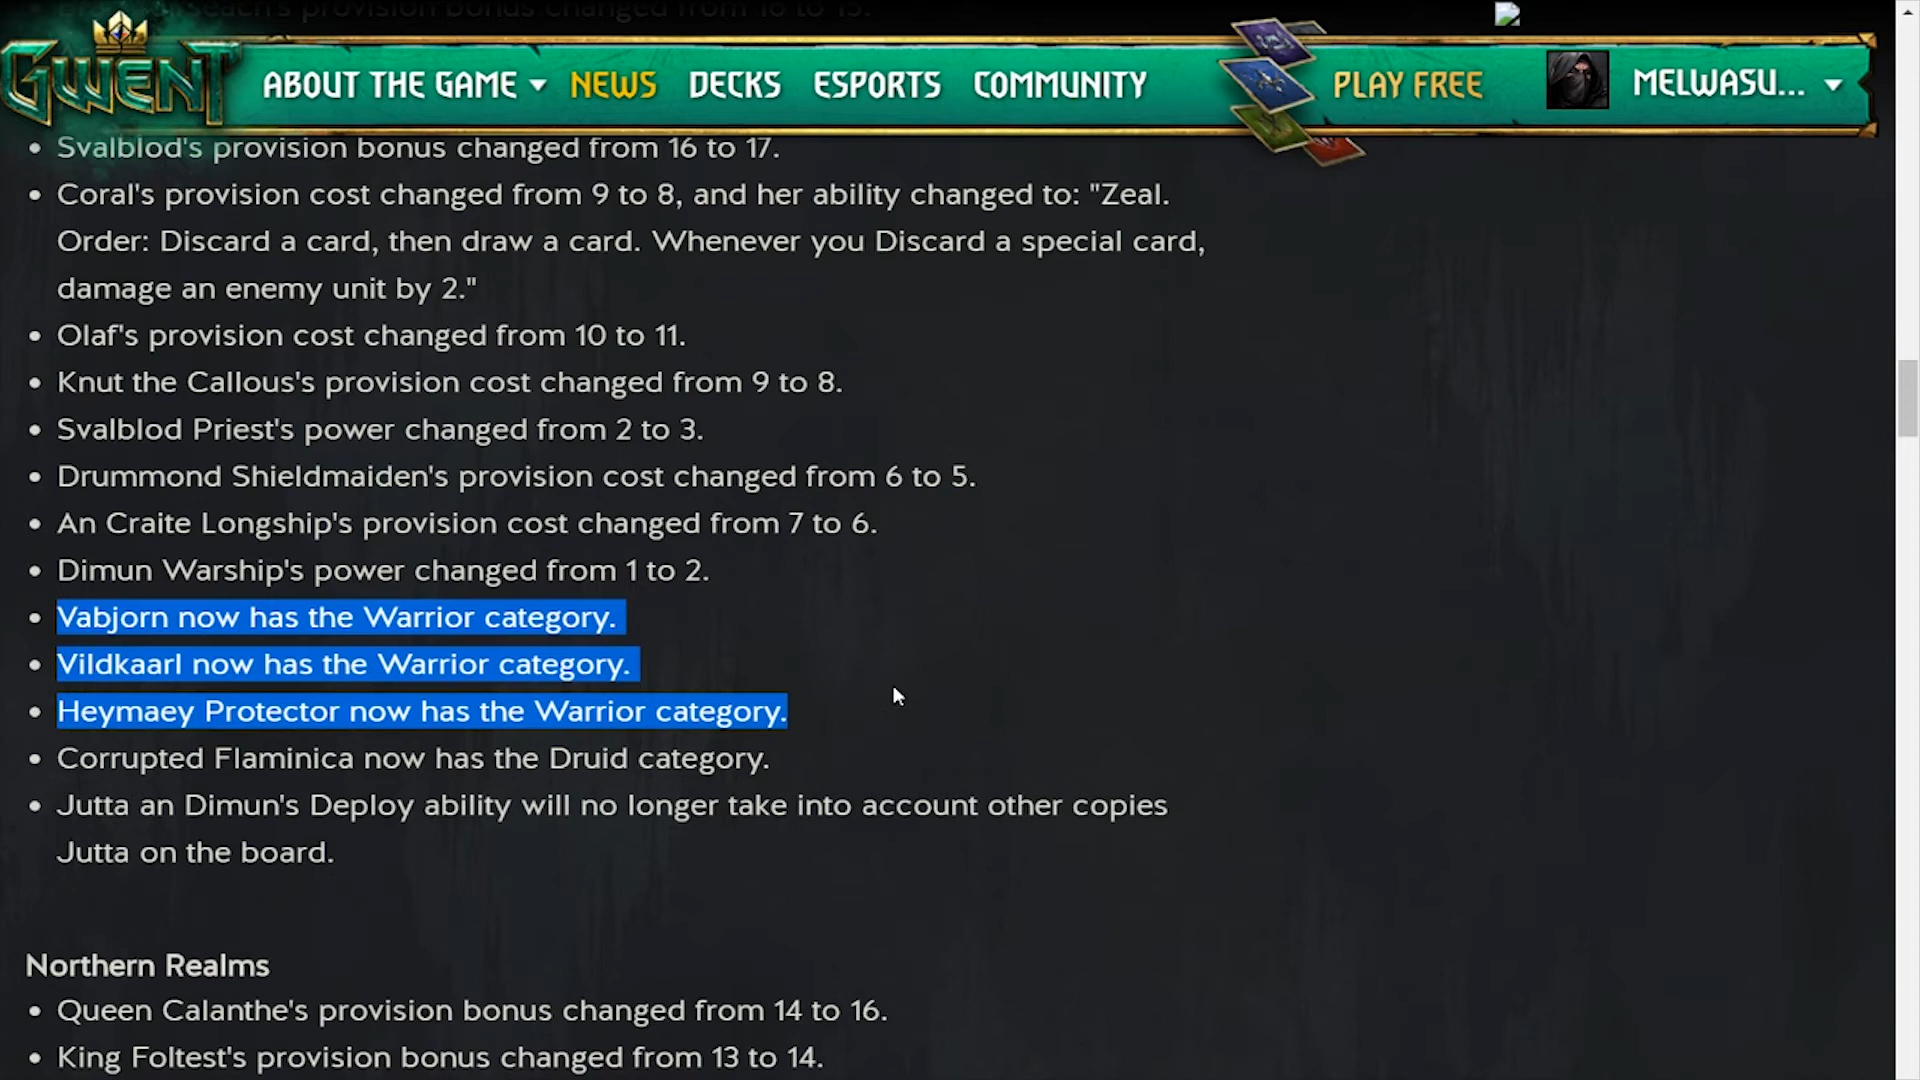 provision bonus changed from 16 to 15.
GWENT
ABOUT THE GAME NEWS DECKS ESPORTS COMMUNITY PLAY FREE MELWASU...
• Svalblod's provision bonus changed from 16 to 17.
• Coral's provision cost changed from 9 to 8, and her ability changed to: "Zeal.
Order: Discard a card, then draw a card. Whenever you Discard a special card,
damage an enemy unit by 2."
• Olaf's provision cost changed from 10 to 11.
• Knut the Callous's provision cost changed from 9 to 8.
• Svalblod Priest's power changed from 2 to 3.
• Drummond Shieldmaiden's provision cost changed from 6 to 5.
• An Craite Longship's provision cost changed from 7 to 6.
• Dimun Warship's power changed from 1 to 2.
• Vabjorn now has the Warrior category.
• Vildkaarl now has the Warrior category.
• Heymaey Protector now has the Warrior category.
• Corrupted Flaminica now has the Druid category.
• Jutta an Dimun's Deploy ability will no longer take into account other copies
Jutta on the board.
Northern Realms
• Queen Calanthe's provision bonus changed from 14 to 16.
• King Foltest's provision bonus changed from 13 to 14.